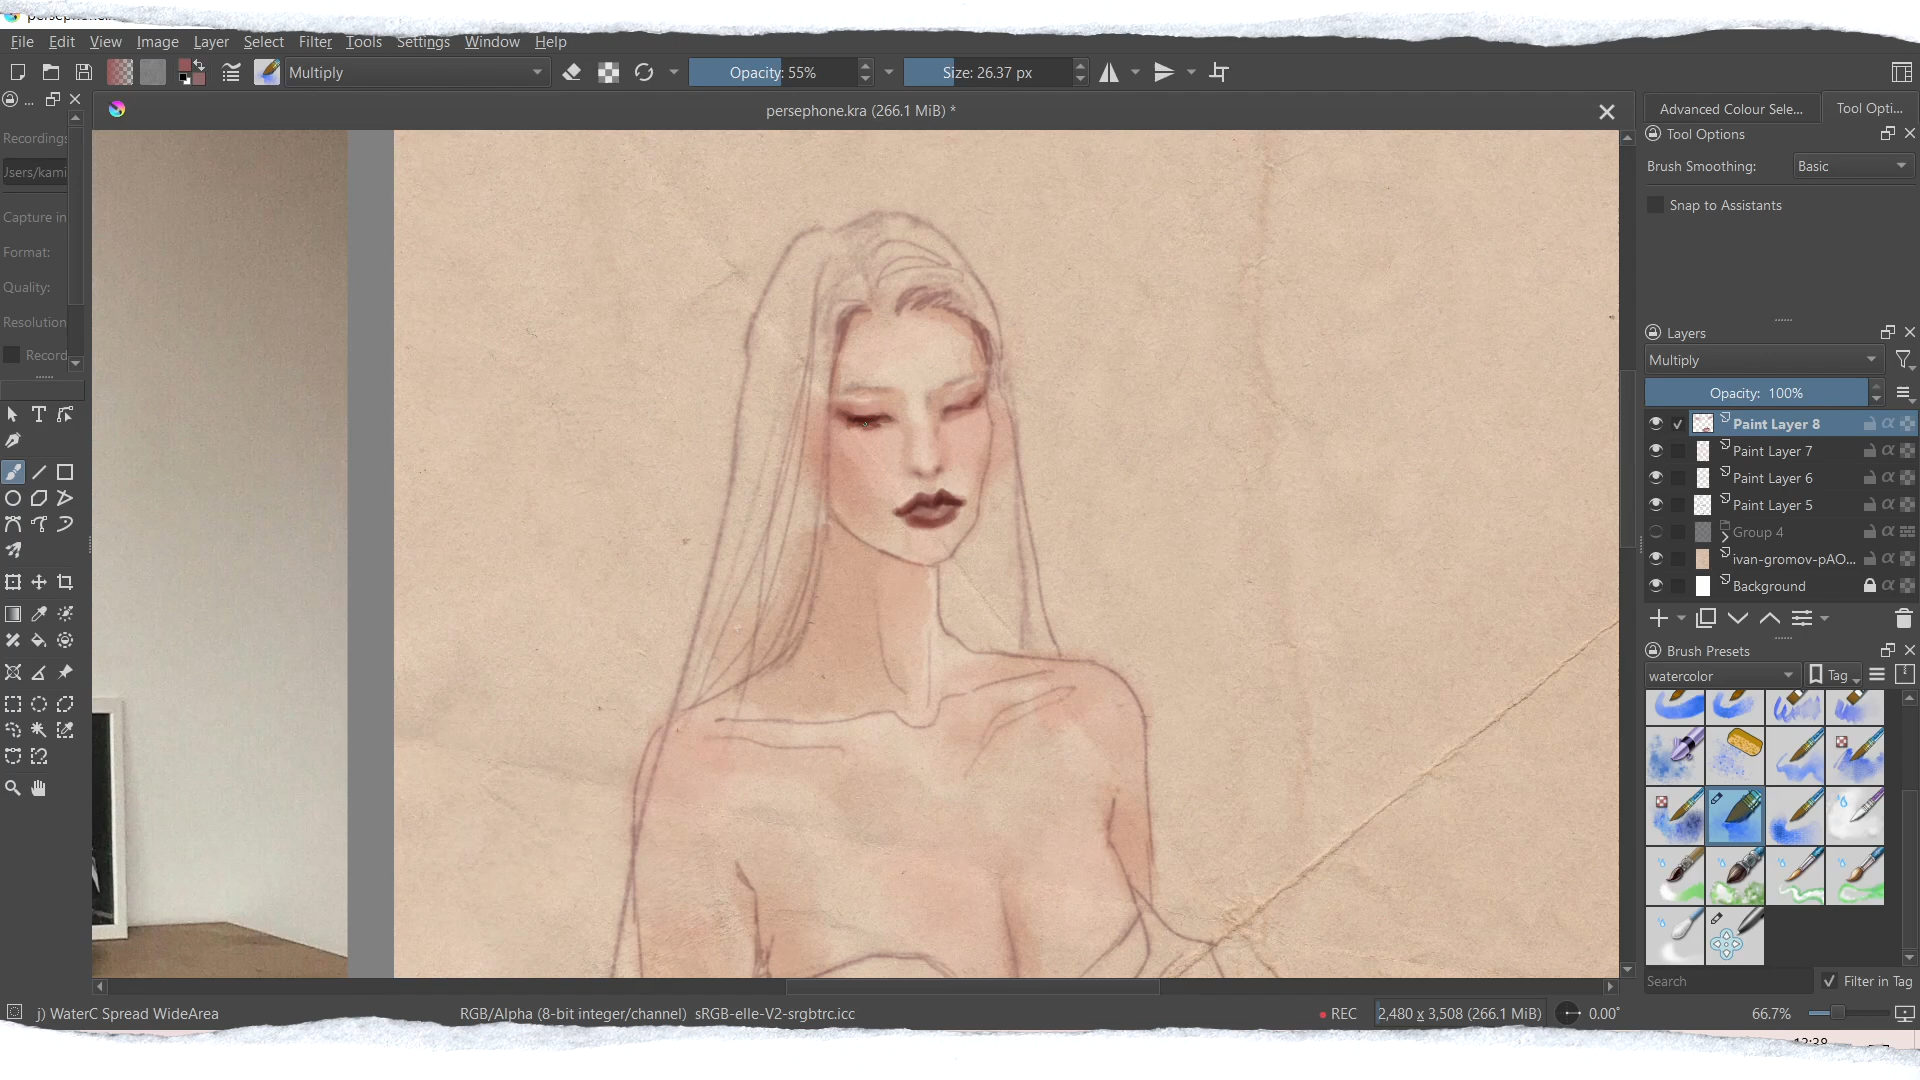 File Edit View Image Layer Select Filter Tools Settings Window Help
Multiply
Opacity: 55%
Size: 26.37 px
...
persephone.kra (266.1 MiB) *
Advanced Colour Sele...
Tool Opti...
Tool Options
Brush Smoothing:
Basic
Snap to Assistants
Recordings
Jsers/kami
Capture in
Format:
Quality:
Resolution
Record
Layers
Multiply
Opacity: 100%
Paint Layer 8
Paint Layer 7
Paint Layer 6
Paint Layer 5
Group 4
ivan-gromov-pAO...
Background
Brush Presets
watercolor
Tag
Search
Filter in Tag
j) WaterC Spread WideArea
RGB/Alpha (8-bit integer/channel) sRGB-elle-V2-srgbtrc.icc
REC
2,480 x 3,508 (266.1 MiB)
0.00°
66.7%
12:38